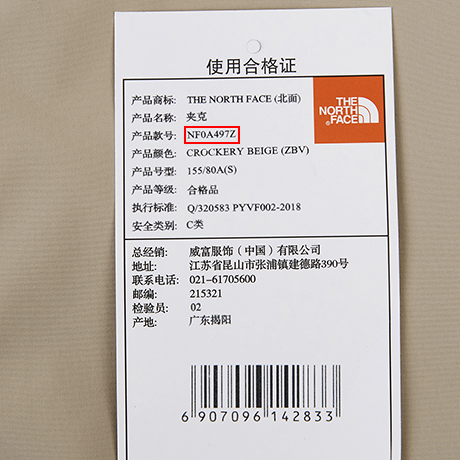 使用合格证
产品商标: THE NORTH FACE (北面)
产品名称: 夹克
产品款号: NF0A497Z
产品颜色: CROCKERY BEIGE (ZBV)
产品号型: 155/80A(S)
产品等级: 合格品
执行标准: Q/320583 PYVF002-2018
安全类别: C类
THE
NORTH
FACE
总经销: 威富服饰（中国）有限公司
地址: 江苏省昆山市张浦镇建德路390号
联系电话: 021-61705600
邮编: 215321
检验员: 02
产地: 广东揭阳
6 907096 142833